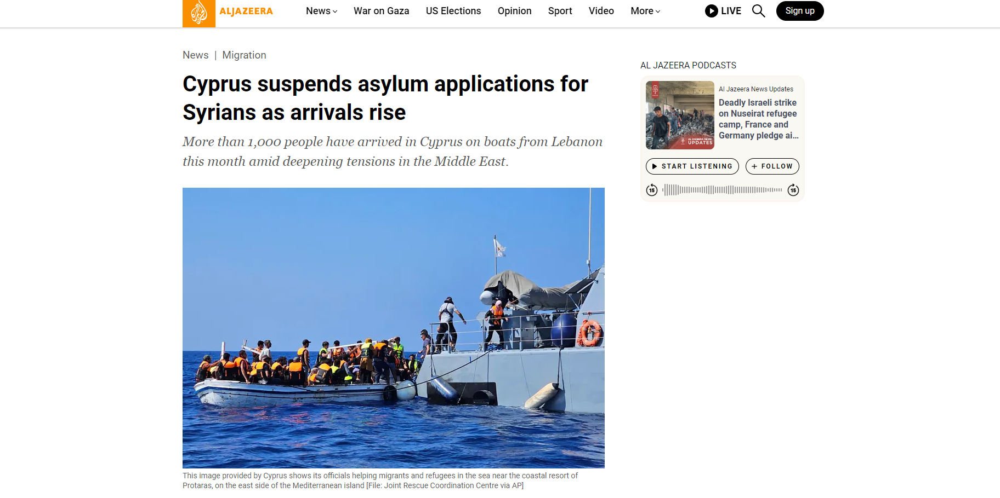 ALJAZEERA
News
War on Gaza
US Elections
Opinion
Sport
Video
More
LIVE
Sign up
News | Migration
Cyprus suspends asylum applications for
Syrians as arrivals rise
More than 1,000 people have arrived in Cyprus on boats from Lebanon
this month amid deepening tensions in the Middle East.
This image provided by Cyprus shows its officials helping migrants and refugees in the sea near the coastal resort of
Protaras, on the east side of the Mediterranean island [File: Joint Rescue Coordination Centre via AP]
AL JAZEERA PODCASTS
AL JAZEERA NEWS
UPDATES
Al Jazeera News Updates
Deadly Israeli strike
on Nuseirat refugee
camp, France and
Germany pledge ai...
START LISTENING
+ FOLLOW
15
15